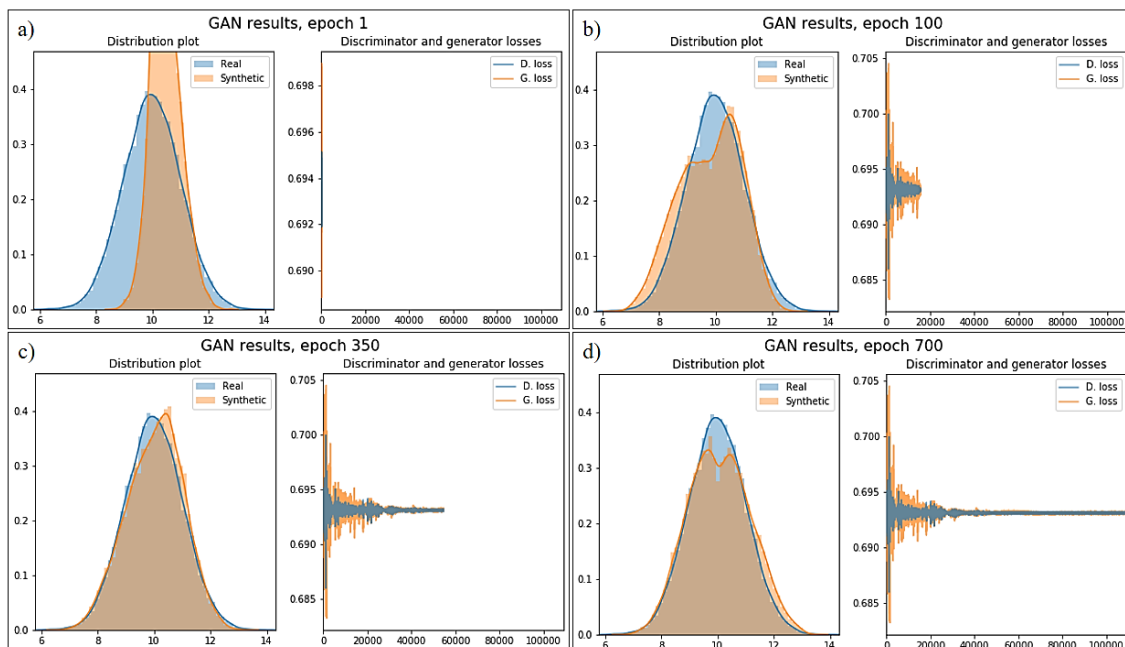 a)
GAN results, epoch 1
Distribution plot
Real
Synthetic
0.4
0.3
0.2
0.1
0.0
6 8 10 12 14
Discriminator and generator losses
D. loss
G. loss
0.698
0.696
0.694
0.692
0.690
0 20000 40000 60000 80000 100000
b)
GAN results, epoch 100
Distribution plot
Real
Synthetic
0.4
0.3
0.2
0.1
0.0
6 8 10 12 14
Discriminator and generator losses
D. loss
G. loss
0.705
0.700
0.695
0.690
0.685
0 20000 40000 60000 80000 100000
c)
GAN results, epoch 350
Distribution plot
Real
Synthetic
0.4
0.3
0.2
0.1
0.0
6 8 10 12 14
Discriminator and generator losses
D. loss
G. loss
0.705
0.700
0.695
0.690
0.685
0 20000 40000 60000 80000 100000
d)
GAN results, epoch 700
Distribution plot
Real
Synthetic
0.4
0.3
0.2
0.1
0.0
6 8 10 12 14
Discriminator and generator losses
D. loss
G. loss
0.705
0.700
0.695
0.690
0.685
0 20000 40000 60000 80000 100000